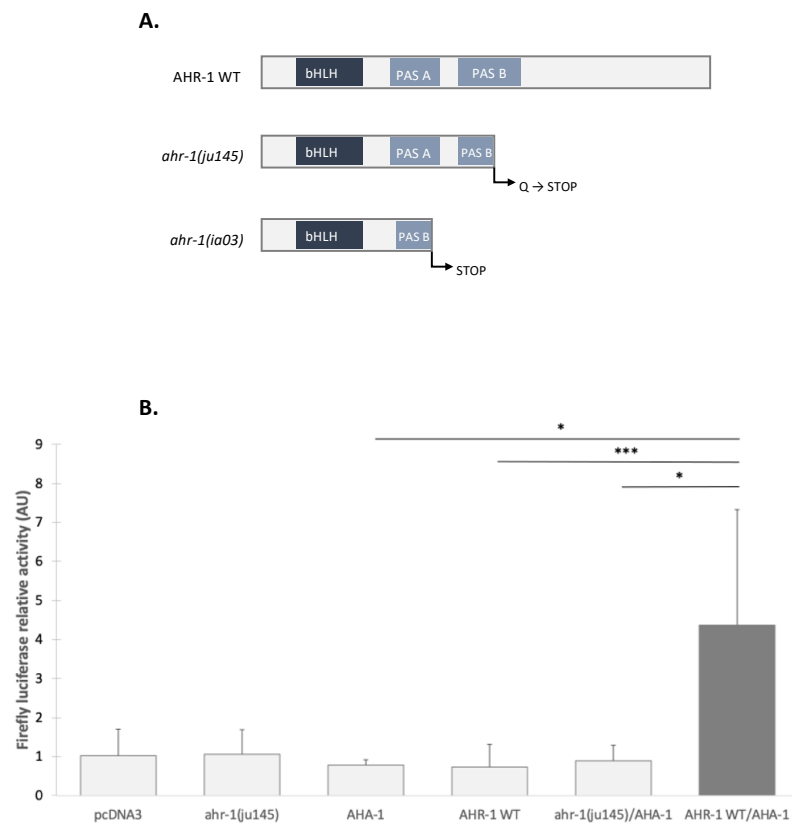 A.
AHR-1 WT
bHLH PAS A PAS B
ahr-1(ju145)
bHLH PAS A PAS B
Q → STOP
ahr-1(ia03)
bHLH PAS B
STOP
B.
Firefly luciferase relative activity (AU)
9
8
7
6
5
4
3
2
1
0
*
***
*
pcDNA3 ahr-1(ju145) AHA-1 AHR-1 WT ahr-1(ju145)/AHA-1 AHR-1 WT/AHA-1